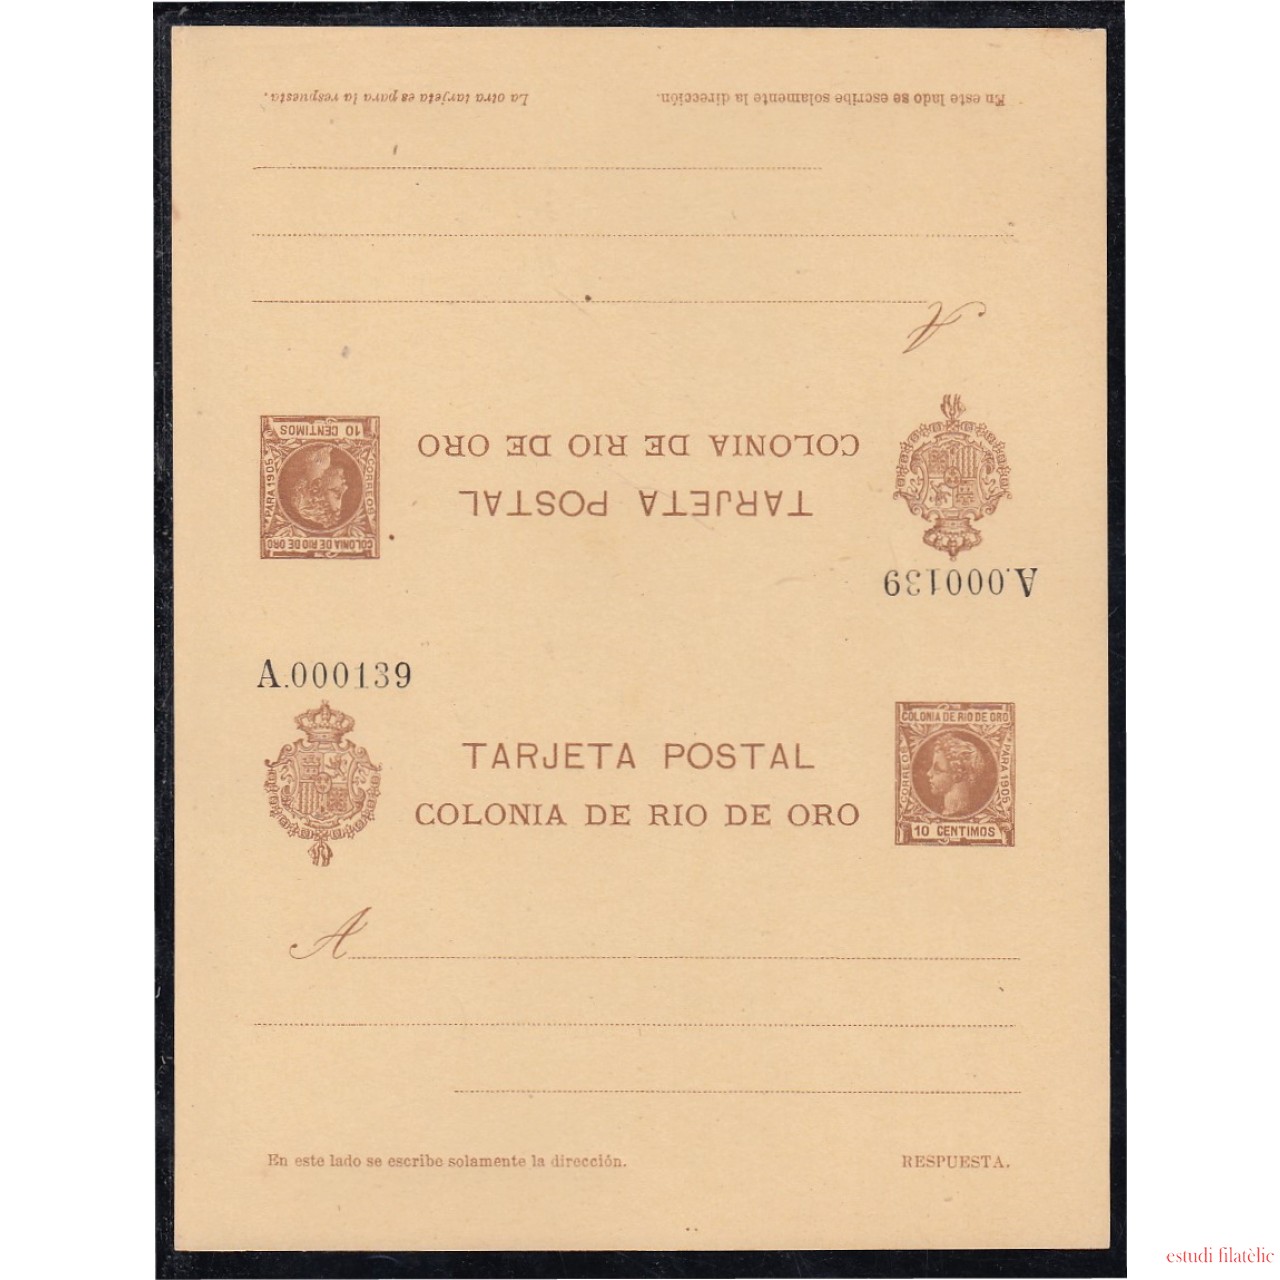 En este lado se escribe solamente la dirección.
La otra tarjeta es para la respuesta.
A
COLONIA DE RIO DE ORO
TARJETA POSTAL
10 CENTIMOS
CORREOS
PARA 1905
COLONIA DE RIO DE ORO
A.000139
A.000139
COLONIA DE RIO DE ORO
CORREOS
PARA 1905
10 CENTIMOS
TARJETA POSTAL
COLONIA DE RIO DE ORO
A
En este lado se escribe solamente la dirección.
RESPUESTA.
estudi filatèlic